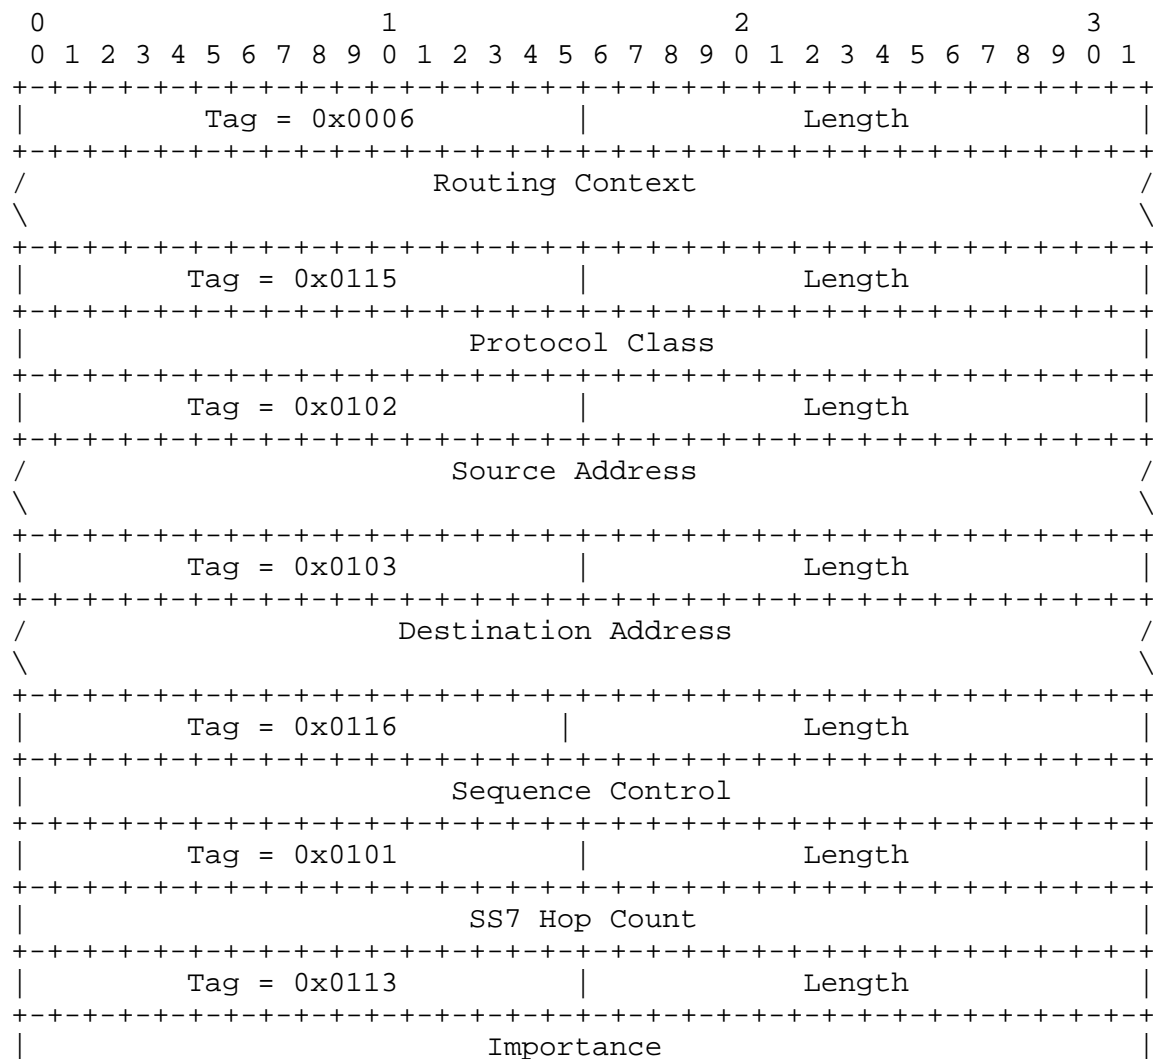 0                   1                   2                   3
 0 1 2 3 4 5 6 7 8 9 0 1 2 3 4 5 6 7 8 9 0 1 2 3 4 5 6 7 8 9 0 1
+-+-+-+-+-+-+-+-+-+-+-+-+-+-+-+-+-+-+-+-+-+-+-+-+-+-+-+-+-+-+-+-+
|          Tag = 0x0006         |            Length             |
+-+-+-+-+-+-+-+-+-+-+-+-+-+-+-+-+-+-+-+-+-+-+-+-+-+-+-+-+-+-+-+-+
/                       Routing Context                         /
\                                                               \
+-+-+-+-+-+-+-+-+-+-+-+-+-+-+-+-+-+-+-+-+-+-+-+-+-+-+-+-+-+-+-+-+
|         Tag = 0x0115          |            Length             |
+-+-+-+-+-+-+-+-+-+-+-+-+-+-+-+-+-+-+-+-+-+-+-+-+-+-+-+-+-+-+-+-+
|                         Protocol Class                        |
+-+-+-+-+-+-+-+-+-+-+-+-+-+-+-+-+-+-+-+-+-+-+-+-+-+-+-+-+-+-+-+-+
|         Tag = 0x0102          |            Length             |
+-+-+-+-+-+-+-+-+-+-+-+-+-+-+-+-+-+-+-+-+-+-+-+-+-+-+-+-+-+-+-+-+
/                        Source Address                         /
\                                                               \
+-+-+-+-+-+-+-+-+-+-+-+-+-+-+-+-+-+-+-+-+-+-+-+-+-+-+-+-+-+-+-+-+
|         Tag = 0x0103          |            Length             |
+-+-+-+-+-+-+-+-+-+-+-+-+-+-+-+-+-+-+-+-+-+-+-+-+-+-+-+-+-+-+-+-+
/                     Destination Address                       /
\                                                               \
+-+-+-+-+-+-+-+-+-+-+-+-+-+-+-+-+-+-+-+-+-+-+-+-+-+-+-+-+-+-+-+-+
|         Tag = 0x0116         |             Length             |
+-+-+-+-+-+-+-+-+-+-+-+-+-+-+-+-+-+-+-+-+-+-+-+-+-+-+-+-+-+-+-+-+
|                        Sequence Control                       |
+-+-+-+-+-+-+-+-+-+-+-+-+-+-+-+-+-+-+-+-+-+-+-+-+-+-+-+-+-+-+-+-+
|         Tag = 0x0101          |            Length             |
+-+-+-+-+-+-+-+-+-+-+-+-+-+-+-+-+-+-+-+-+-+-+-+-+-+-+-+-+-+-+-+-+
|                         SS7 Hop Count                         |
+-+-+-+-+-+-+-+-+-+-+-+-+-+-+-+-+-+-+-+-+-+-+-+-+-+-+-+-+-+-+-+-+
|         Tag = 0x0113          |            Length             |
+-+-+-+-+-+-+-+-+-+-+-+-+-+-+-+-+-+-+-+-+-+-+-+-+-+-+-+-+-+-+-+-+
|                          Importance                           |